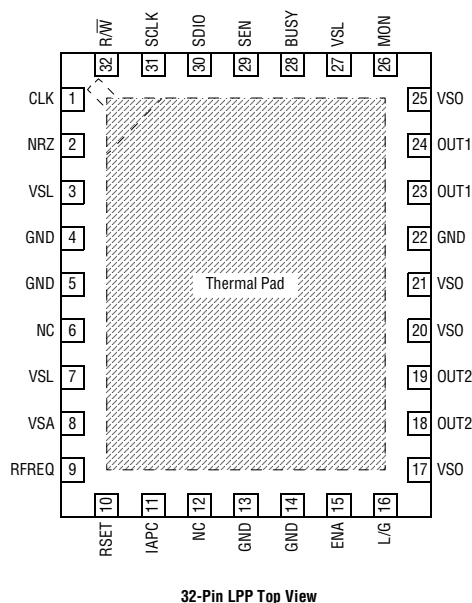 R/W̅
SCLK
SDIO
SEN
BUSY
VSL
MON
32
31
30
29
28
27
26
CLK 1
NRZ 2
VSL 3
GND 4
GND 5
NC 6
VSL 7
VSA 8
RFREQ 9
Thermal Pad
25 VSO
24 OUT1
23 OUT1
22 GND
21 VSO
20 VSO
19 OUT2
18 OUT2
17 VSO
10
11
12
13
14
15
16
RSET
IAPC
NC
GND
GND
ENA
L/G
32-Pin LPP Top View